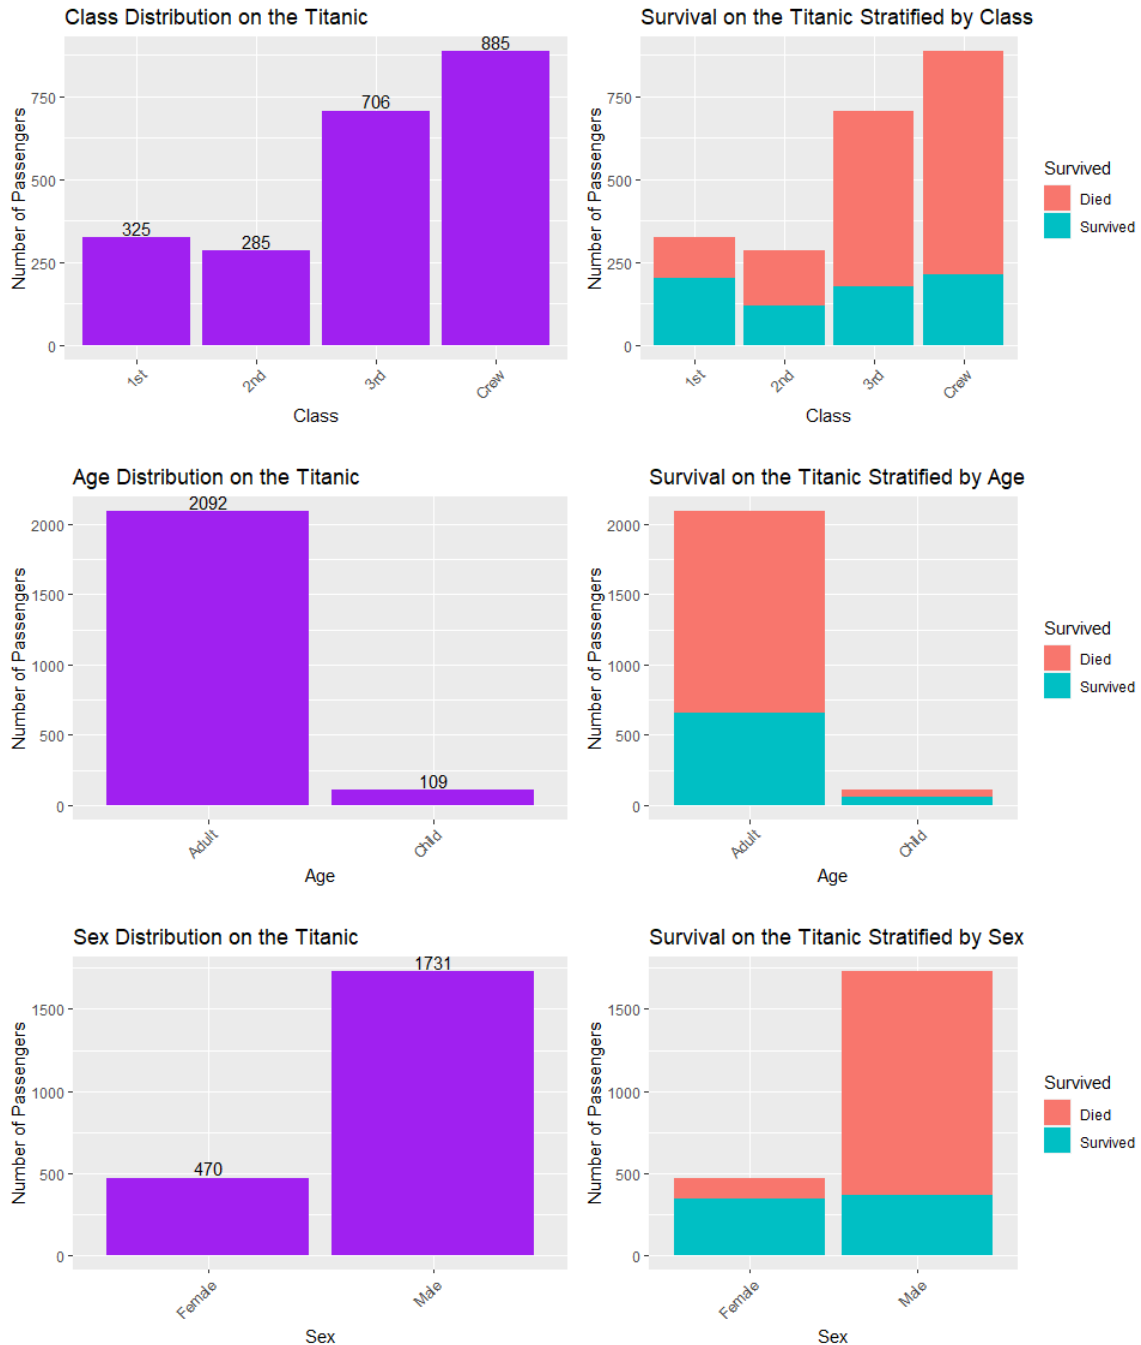 Class Distribution on the Titanic
885
706
325
285
750
500
250
0
Number of Passengers
1st
2nd
3rd
Crew
Class
Survival on the Titanic Stratified by Class
750
500
250
0
Number of Passengers
1st
2nd
3rd
Crew
Class
Survived
Died
Survived
Age Distribution on the Titanic
2092
109
2000
1500
1000
500
0
Number of Passengers
Adult
Child
Age
Survival on the Titanic Stratified by Age
2000
1500
1000
500
0
Number of Passengers
Adult
Child
Age
Survived
Died
Survived
Sex Distribution on the Titanic
1731
470
1500
1000
500
0
Number of Passengers
Female
Male
Sex
Survival on the Titanic Stratified by Sex
1500
1000
500
0
Number of Passengers
Female
Male
Sex
Survived
Died
Survived